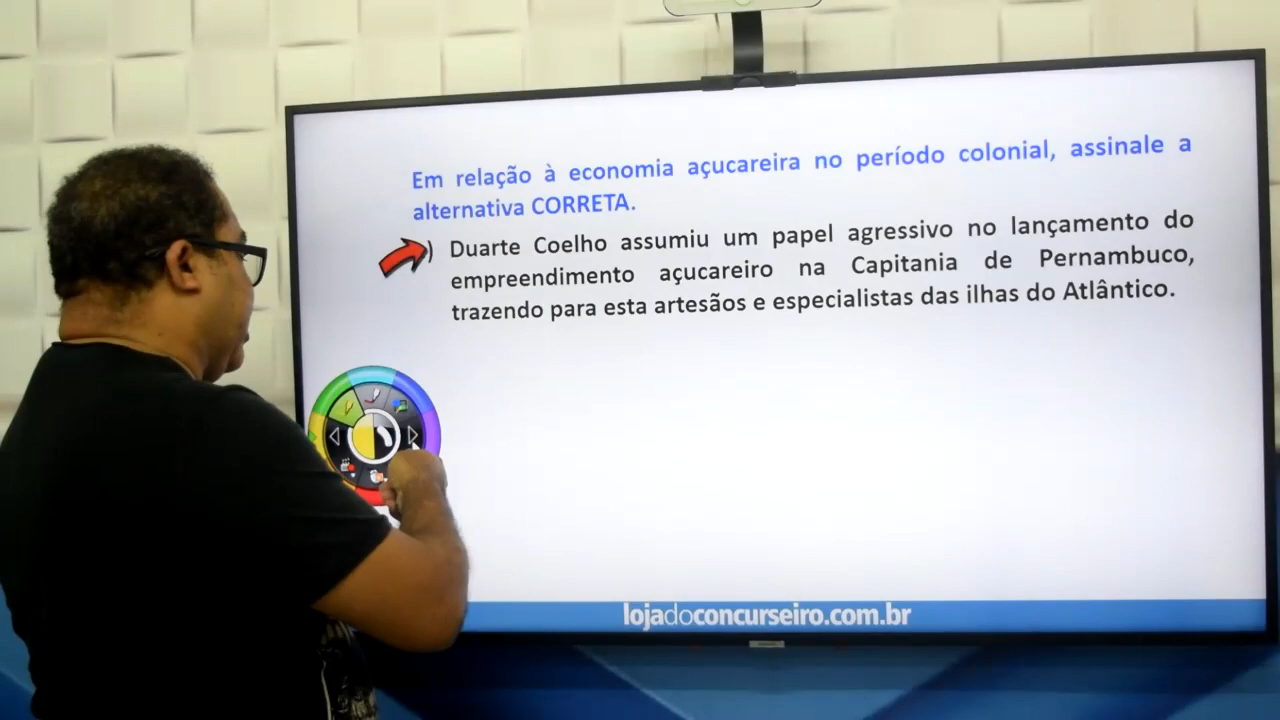 Em relação à economia açucareira no período colonial, assinale a
alternativa CORRETA.
) Duarte Coelho assumiu um papel agressivo no lançamento do
empreendimento açucareiro na Capitania de Pernambuco,
trazendo para esta artesãos e especialistas das ilhas do Atlântico.
lojadoconcurseiro.com.br